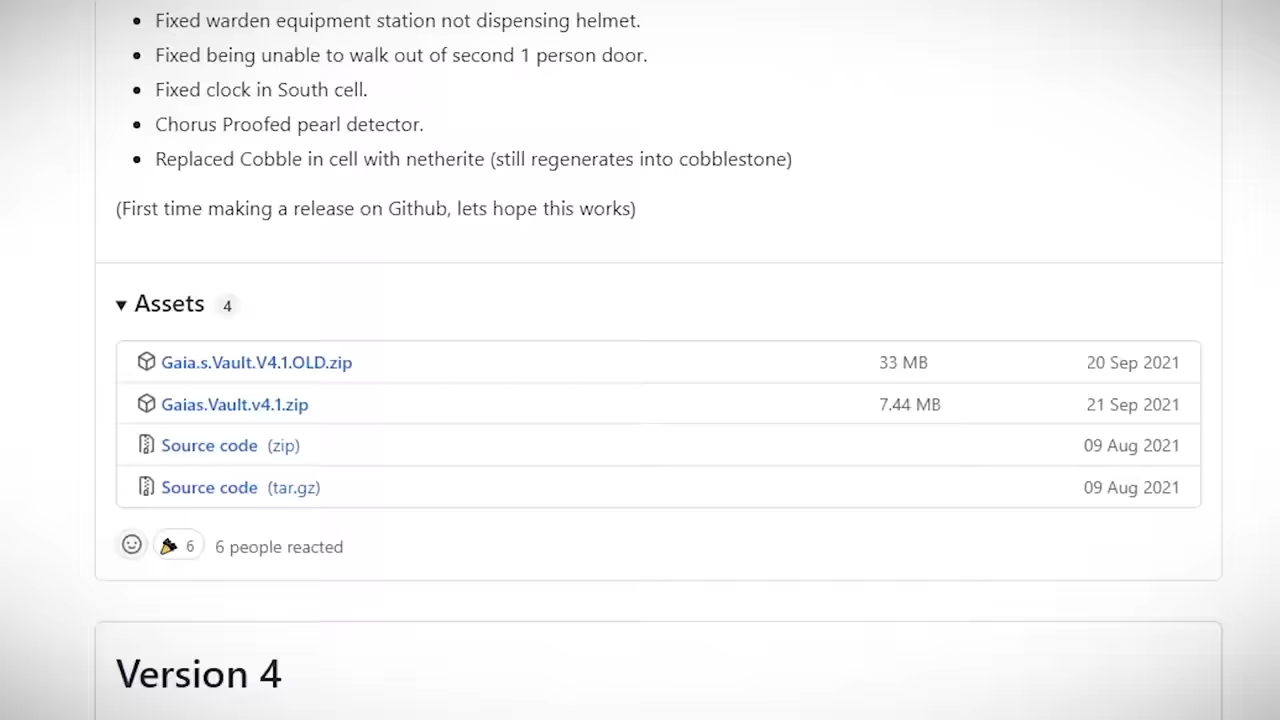 Fixed warden equipment station not dispensing helmet.
Fixed being unable to walk out of second 1 person door.
Fixed clock in South cell.
Chorus Proofed pearl detector.
Replaced Cobble in cell with netherite (still regenerates into cobblestone)
(First time making a release on Github, lets hope this works)
Assets 4
Gaia.s.Vault.V4.1.OLD.zip 33 MB 20 Sep 2021
Gaias.Vault.v4.1.zip 7.44 MB 21 Sep 2021
Source code (zip) 09 Aug 2021
Source code (tar.gz) 09 Aug 2021
6 6 people reacted
Version 4